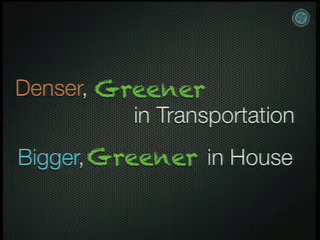 Denser, Greener
in Transportation
Bigger, Greener in House